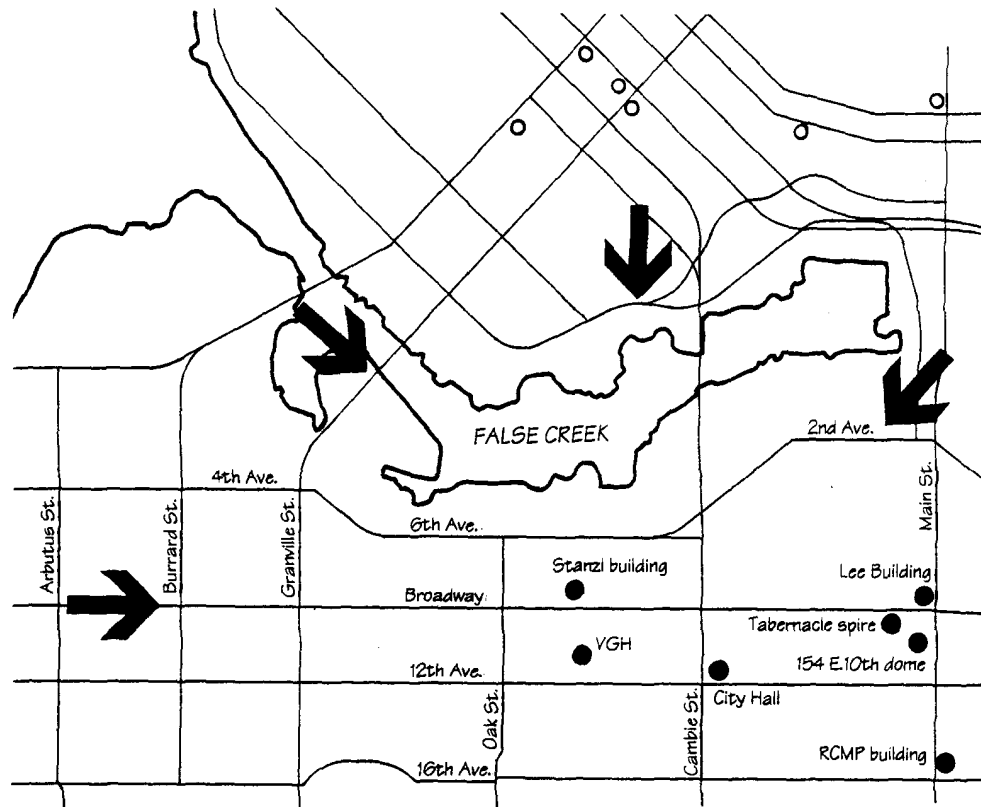 FALSE CREEK
2nd Ave.
4th Ave.
Arbutus St.
Burrard St.
Granville St.
Main St.
6th Ave.
Stanzl building
Lee Building
Broadway
Tabernacle spire
VGH
154 E.10th dome
12th Ave.
City Hall
Oak St.
Cambie St.
RCMP building
16th Ave.